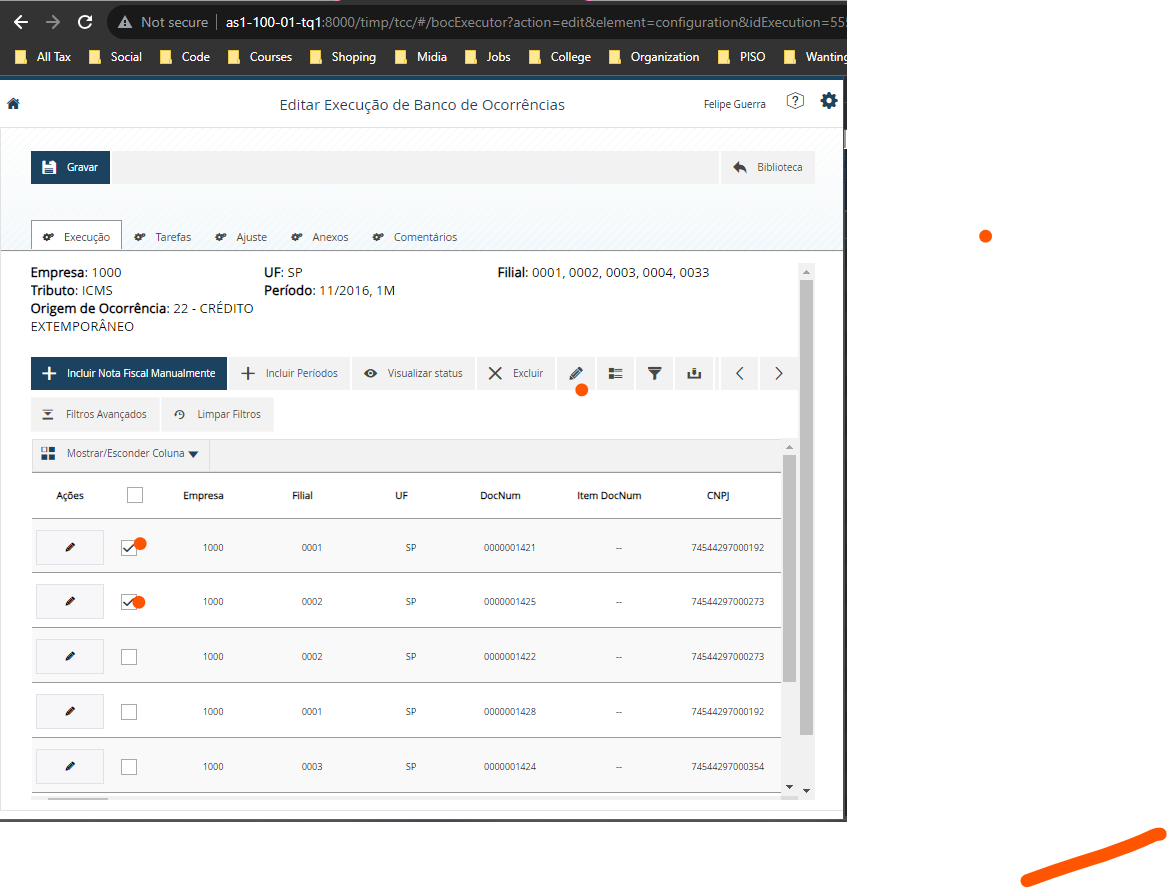 Not secure as1-100-01-tq1:8000/timp/tcc/#/bocExecutor?action=edit&element=configuration&idExecution=555
All Tax Social Code Courses Shoping Midia Jobs College Organization PISO Wanting
Editar Execução de Banco de Ocorrências Felipe Guerra ?
Gravar Biblioteca
Execução Tarefas Ajuste Anexos Comentários
Empresa: 1000 UF: SP Filial: 0001, 0002, 0003, 0004, 0033
Tributo: ICMS Período: 11/2016, 1M
Origem de Ocorrência: 22 - CRÉDITO
EXTEMPORÂNEO
Incluir Nota Fiscal Manualmente Incluir Períodos Visualizar status Excluir
Filtros Avançados Limpar Filtros
Mostrar/Esconder Coluna
Ações Empresa Filial UF DocNum Item DocNum CNPJ
1000 0001 SP 0000001421 -- 74544297000192
1000 0002 SP 0000001425 -- 74544297000273
1000 0002 SP 0000001422 -- 74544297000273
1000 0001 SP 0000001428 -- 74544297000192
1000 0003 SP 0000001424 -- 74544297000354